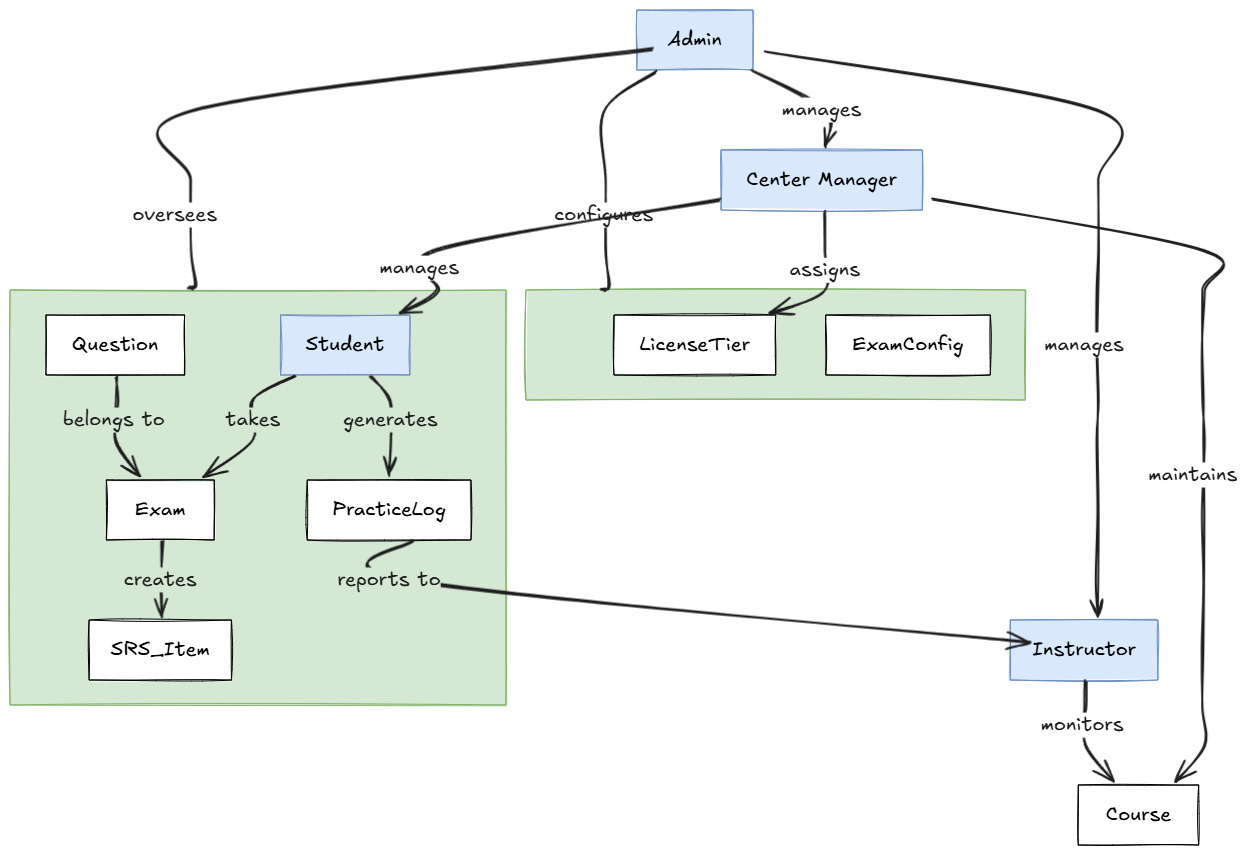 Admin
manages
Center Manager
oversees
configures
manages
assigns
Question
Student
LicenseTier
ExamConfig
manages
belongs to
takes
generates
maintains
Exam
PracticeLog
creates
reports to
SRS_Item
Instructor
monitors
Course